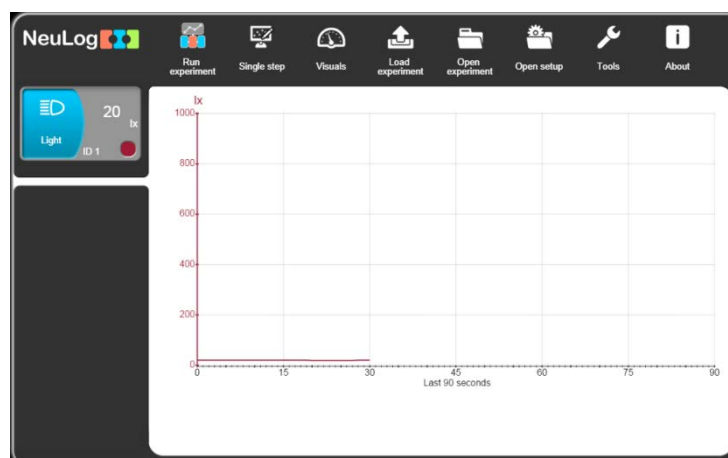 NeuLog
Run experiment
Single step
Visuals
Load experiment
Open experiment
Open setup
Tools
About
20
lx
Light
ID 1
lx
1000
800
600
400
200
0
0 15 30 45 60 75 90
Last 90 seconds